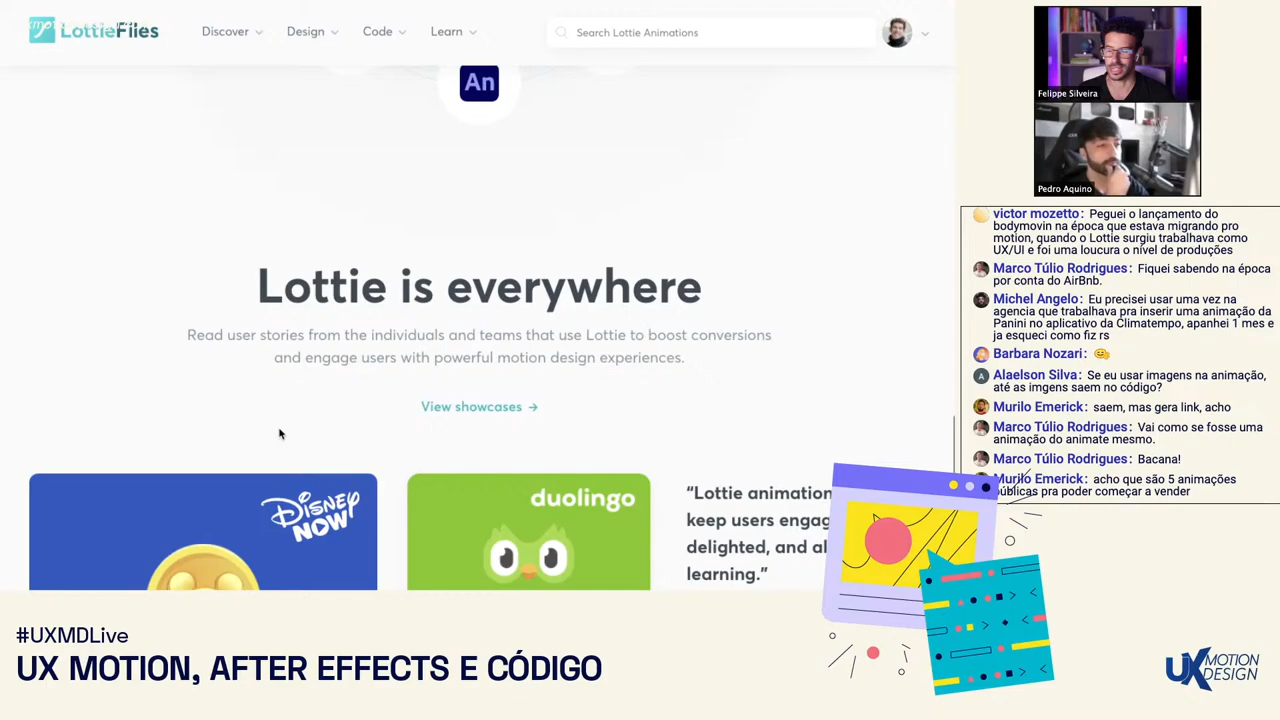 LottieFiles
Discover
Design
Code
Learn
Search Lottie Animations
An
Lottie is everywhere
Read user stories from the individuals and teams that use Lottie to boost conversions
and engage users with powerful motion design experiences.
View showcases →
Disney NOW
duolingo
“Lottie animation
keep users engag
delighted, and al
learning.”
Felippe Silveira
Pedro Aquino
victor mozetto: Peguei o lançamento do
bodymovin na época que estava migrando pro
motion, quando o Lottie surgiu trabalhava como
UX/UI e foi uma loucura o nível de produções
Marco Túlio Rodrigues: Fiquei sabendo na época
por conta do AirBnb.
Michel Angelo: Eu precisei usar uma vez na
agencia que trabalhava pra inserir uma animação da
Panini no aplicativo da Climatempo, apanhei 1 mes e
ja esqueci como fiz rs
Barbara Nozari:
A
Alaelson Silva: Se eu usar imagens na animação,
até as imgens saem no código?
Murilo Emerick: saem, mas gera link, acho
Marco Túlio Rodrigues: Vai como se fosse uma
animação do animate mesmo.
Marco Túlio Rodrigues: Bacana!
Murilo Emerick: acho que são 5 animações
públicas pra poder começar a vender
#UXMDLive
UX MOTION, AFTER EFFECTS E CÓDIGO
UX MOTION
DESIGN